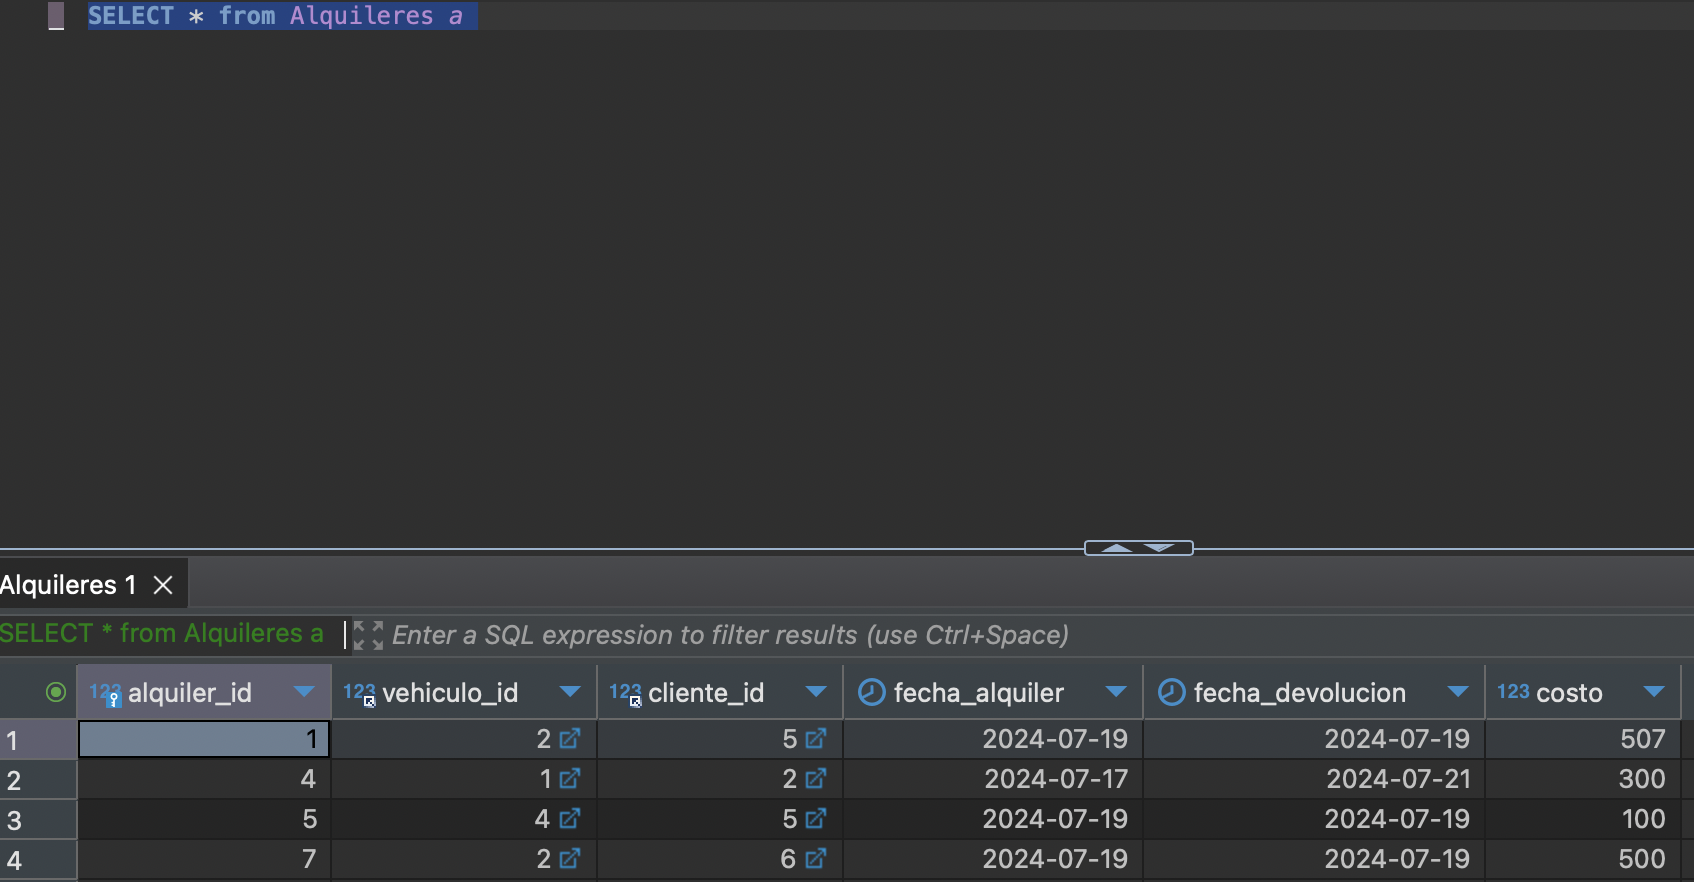 SELECT * from Alquileres a
Alquileres 1
SELECT * from Alquileres a Enter a SQL expression to filter results (use Ctrl+Space)
123 alquiler_id 123 vehiculo_id 123 cliente_id fecha_alquiler fecha_devolucion 123 costo
1 1 2 5 2024-07-19 2024-07-19 507
2 4 1 2 2024-07-17 2024-07-21 300
3 5 4 5 2024-07-19 2024-07-19 100
4 7 2 6 2024-07-19 2024-07-19 500